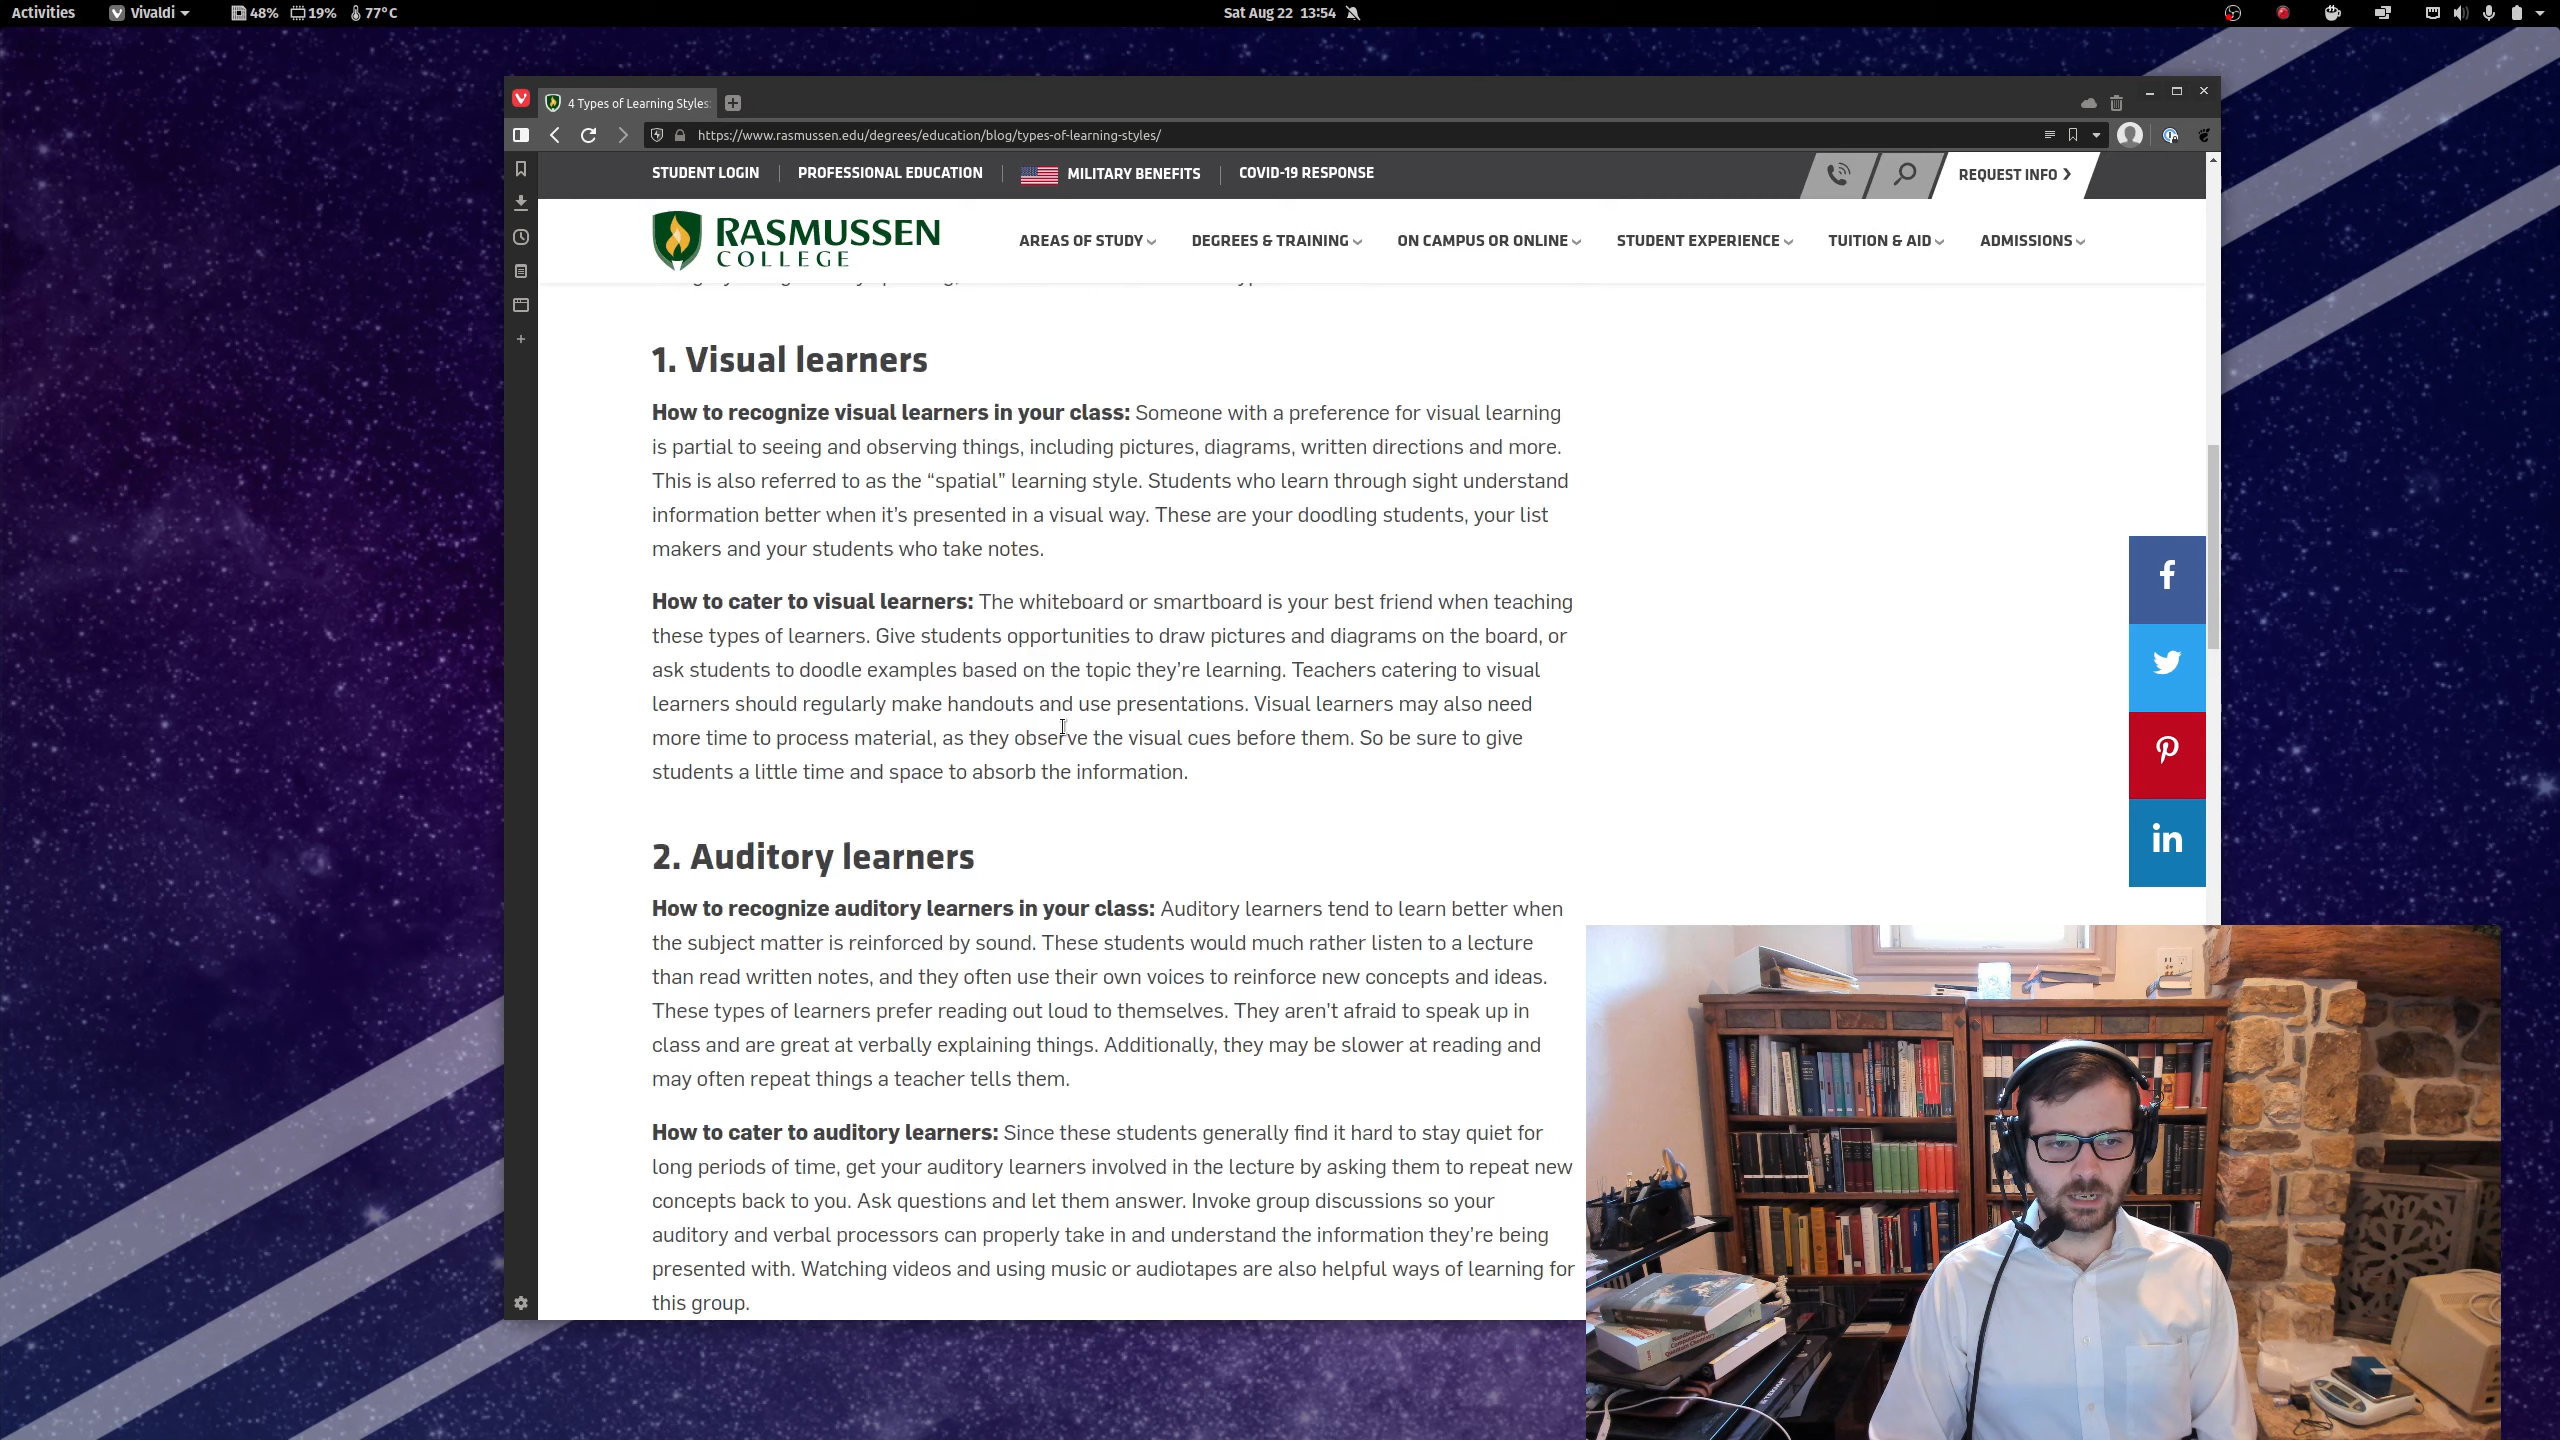 Activities Vivaldi 48% 19% 77°C Sat Aug 22 13:54
4 Types of Learning Styles:
https://www.rasmussen.edu/degrees/education/blog/types-of-learning-styles/
STUDENT LOGIN PROFESSIONAL EDUCATION MILITARY BENEFITS COVID-19 RESPONSE REQUEST INFO
RASMUSSEN
COLLEGE
AREAS OF STUDY DEGREES & TRAINING ON CAMPUS OR ONLINE STUDENT EXPERIENCE TUITION & AID ADMISSIONS
1. Visual learners
How to recognize visual learners in your class: Someone with a preference for visual learning
is partial to seeing and observing things, including pictures, diagrams, written directions and more.
This is also referred to as the “spatial” learning style. Students who learn through sight understand
information better when it’s presented in a visual way. These are your doodling students, your list
makers and your students who take notes.
How to cater to visual learners: The whiteboard or smartboard is your best friend when teaching
these types of learners. Give students opportunities to draw pictures and diagrams on the board, or
ask students to doodle examples based on the topic they’re learning. Teachers catering to visual
learners should regularly make handouts and use presentations. Visual learners may also need
more time to process material, as they observe the visual cues before them. So be sure to give
students a little time and space to absorb the information.
2. Auditory learners
How to recognize auditory learners in your class: Auditory learners tend to learn better when
the subject matter is reinforced by sound. These students would much rather listen to a lecture
than read written notes, and they often use their own voices to reinforce new concepts and ideas.
These types of learners prefer reading out loud to themselves. They aren’t afraid to speak up in
class and are great at verbally explaining things. Additionally, they may be slower at reading and
may often repeat things a teacher tells them.
How to cater to auditory learners: Since these students generally find it hard to stay quiet for
long periods of time, get your auditory learners involved in the lecture by asking them to repeat new
concepts back to you. Ask questions and let them answer. Invoke group discussions so your
auditory and verbal processors can properly take in and understand the information they’re being
presented with. Watching videos and using music or audiotapes are also helpful ways of learning for
this group.